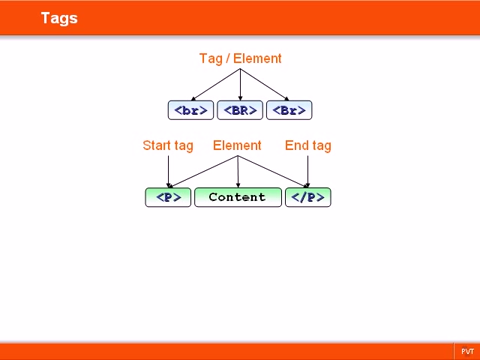 Tags
Tag / Element
<br> <BR> <Br>
Start tag Element End tag
<P> Content </P>
PVT